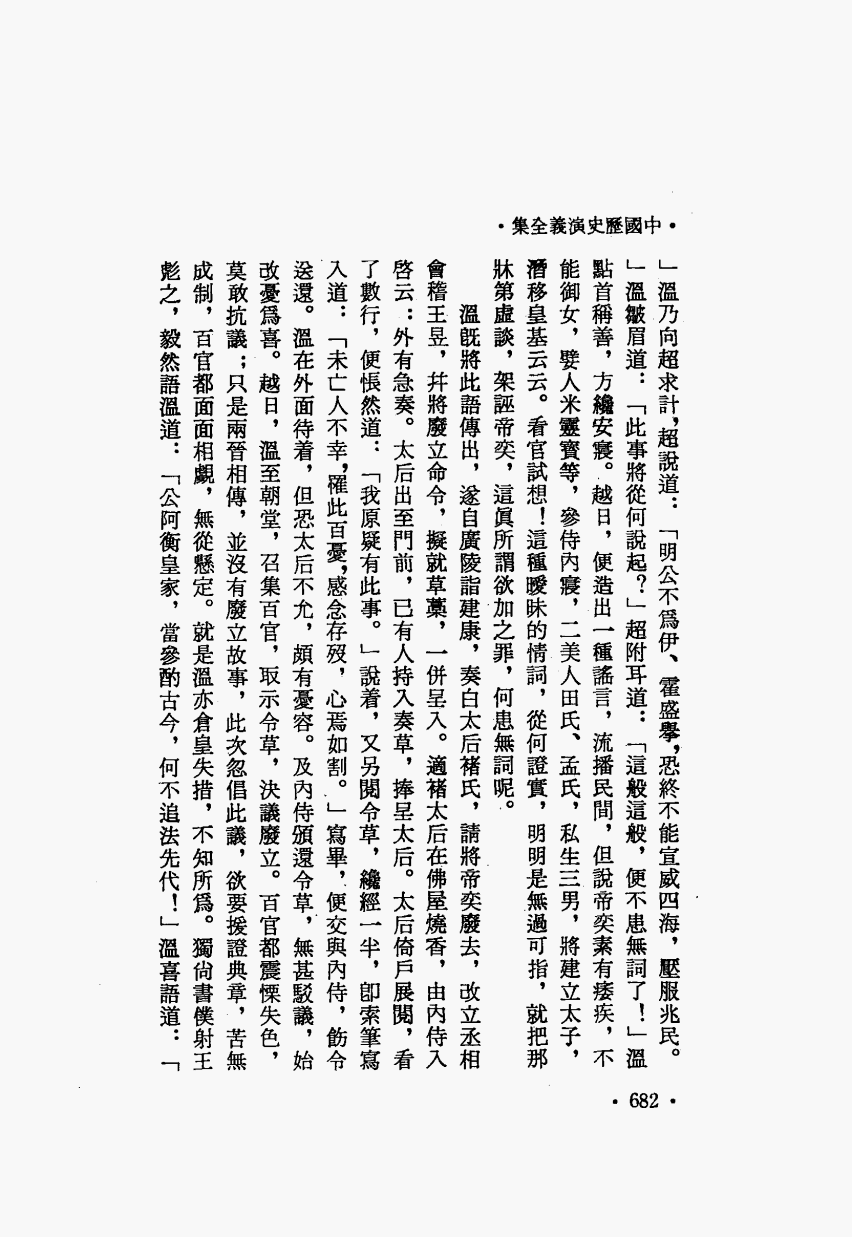 •中國歷史演義全集•
」溫乃向超求計，超說道：「明公不爲伊、霍盛擧，恐終不能宣威四海，壓服兆民。
」溫皺眉道：「此事將從何說起？」超附耳道：「這般這般，便不患無詞了！」溫
點首稱善，方纔安寢。越日，便造出一種謠言，流播民間，但說帝奕素有痿疾，不
能御女，嬖人米靈寶等，參侍內寢，二美人田氏、孟氏，私生三男，將建立太子，
潛移皇基云云。看官試想！這種曖昧的情詞，從何證實，明明是無過可指，就把那
牀第虛談，架誣帝奕，這眞所謂欲加之罪，何患無詞呢。
溫旣將此語傳出，遂自廣陵詣建康，奏白太后褚氏，請將帝奕廢去，改立丞相
會稽王昱，幷將廢立命令，擬就草藁，一併呈入。適褚太后在佛屋燒香，由內侍入
啓云：外有急奏。太后出至門前，已有人持入奏草，捧呈太后。太后倚戶展閱，看
了數行，便悵然道：「我原疑有此事。」說着，又另閱令草，纔經一半，卽索筆寫
入道：「未亡人不幸，罹此百憂，感念存歿，心焉如割。」寫畢，便交與內侍，飭令
送還。溫在外面待着，但恐太后不允，頗有憂容。及內侍頒還令草，無甚駁議，始
改憂爲喜。越日，溫至朝堂，召集百官，取示令草，決議廢立。百官都震慄失色，
莫敢抗議；只是兩晉相傳，並沒有廢立故事，此次忽倡此議，欲要援證典章，苦無
成制，百官都面面相覷，無從懸定。就是溫亦倉皇失措，不知所爲。獨尙書僕射王
彪之，毅然語溫道：「公阿衡皇家，當參酌古今，何不追法先代！」溫喜語道：「
•682•